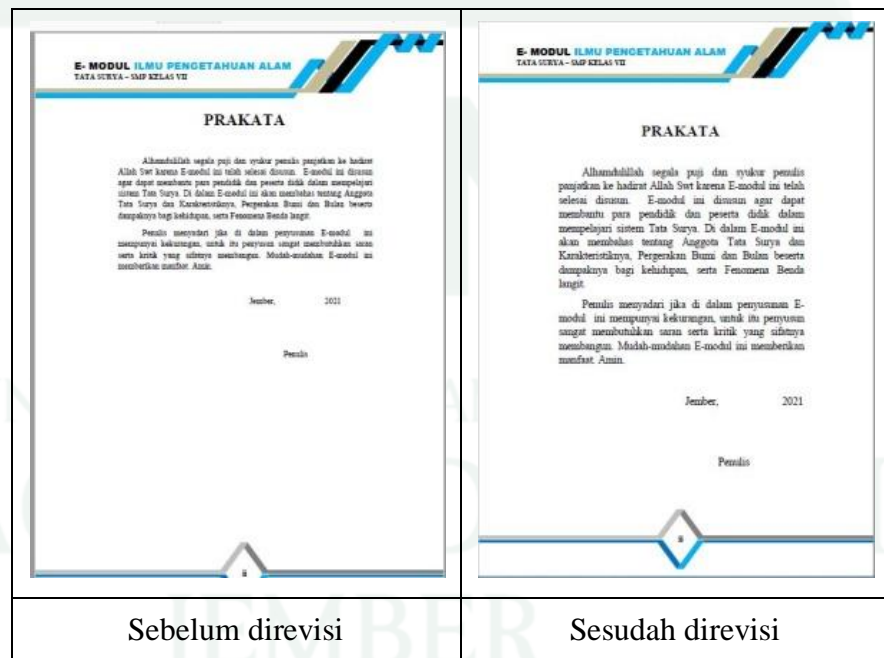 E- MODUL ILMU PENGETAHUAN ALAM
TATA SURYA – SMP KELAS VII
PRAKATA
Alhamdulillah segala puji dan syukur penulis panjatkan ke hadirat
Allah Swt karena E-modul ini telah selesai disusun. E-modul ini disusun
agar dapat membantu para pendidik dan peserta didik dalam mempelajari
sistem Tata Surya. Di dalam E-modul ini akan membahas tentang Anggota
Tata Surya dan Karakteristiknya, Pergerakan Bumi dan Bulan beserta
dampaknya bagi kehidupan, serta Fenomena Benda langit.
Penulis menyadari jika di dalam penyusunan E-modul ini
mempunyai kekurangan, untuk itu penyusun sangat membutuhkan saran
serta kritik yang sifatnya membangun. Mudah-mudahan E-modul ini
memberikan manfaat. Amin.
Jember, 2021
Penulis
ii
Sebelum direvisi
E- MODUL ILMU PENGETAHUAN ALAM
TATA SURYA – SMP KELAS VII
PRAKATA
Alhamdulillah segala puji dan syukur penulis
panjatkan ke hadirat Allah Swt karena E-modul ini telah
selesai disusun. E-modul ini disusun agar dapat
membantu para pendidik dan peserta didik dalam
mempelajari sistem Tata Surya. Di dalam E-modul ini
akan membahas tentang Anggota Tata Surya dan
Karakteristiknya, Pergerakan Bumi dan Bulan beserta
dampaknya bagi kehidupan, serta Fenomena Benda
langit.
Penulis menyadari jika di dalam penyusunan E-
modul ini mempunyai kekurangan, untuk itu penyusun
sangat membutuhkan saran serta kritik yang sifatnya
membangun. Mudah-mudahan E-modul ini memberikan
manfaat. Amin.
Jember, 2021
Penulis
Sesudah direvisi
JEMBER